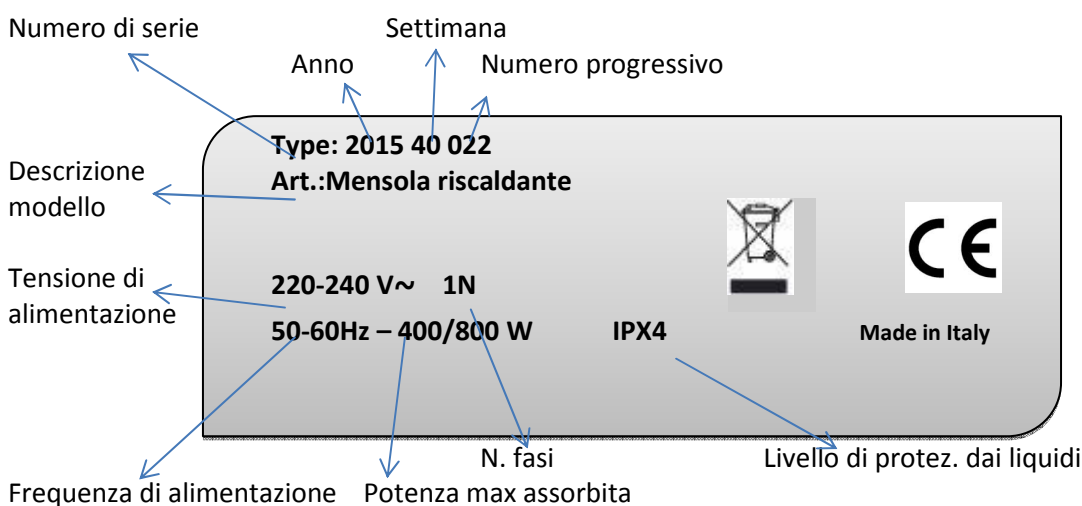 Numero di serie
Settimana
Anno
Numero progressivo
Type: 2015 40 022
Art.:Mensola riscaldante
Descrizione
modello
Tensione di
alimentazione
220-240 V~ 1N
50-60Hz – 400/800 W IPX4 Made in Italy
CE
N. fasi
Livello di protez. dai liquidi
Frequenza di alimentazione
Potenza max assorbita